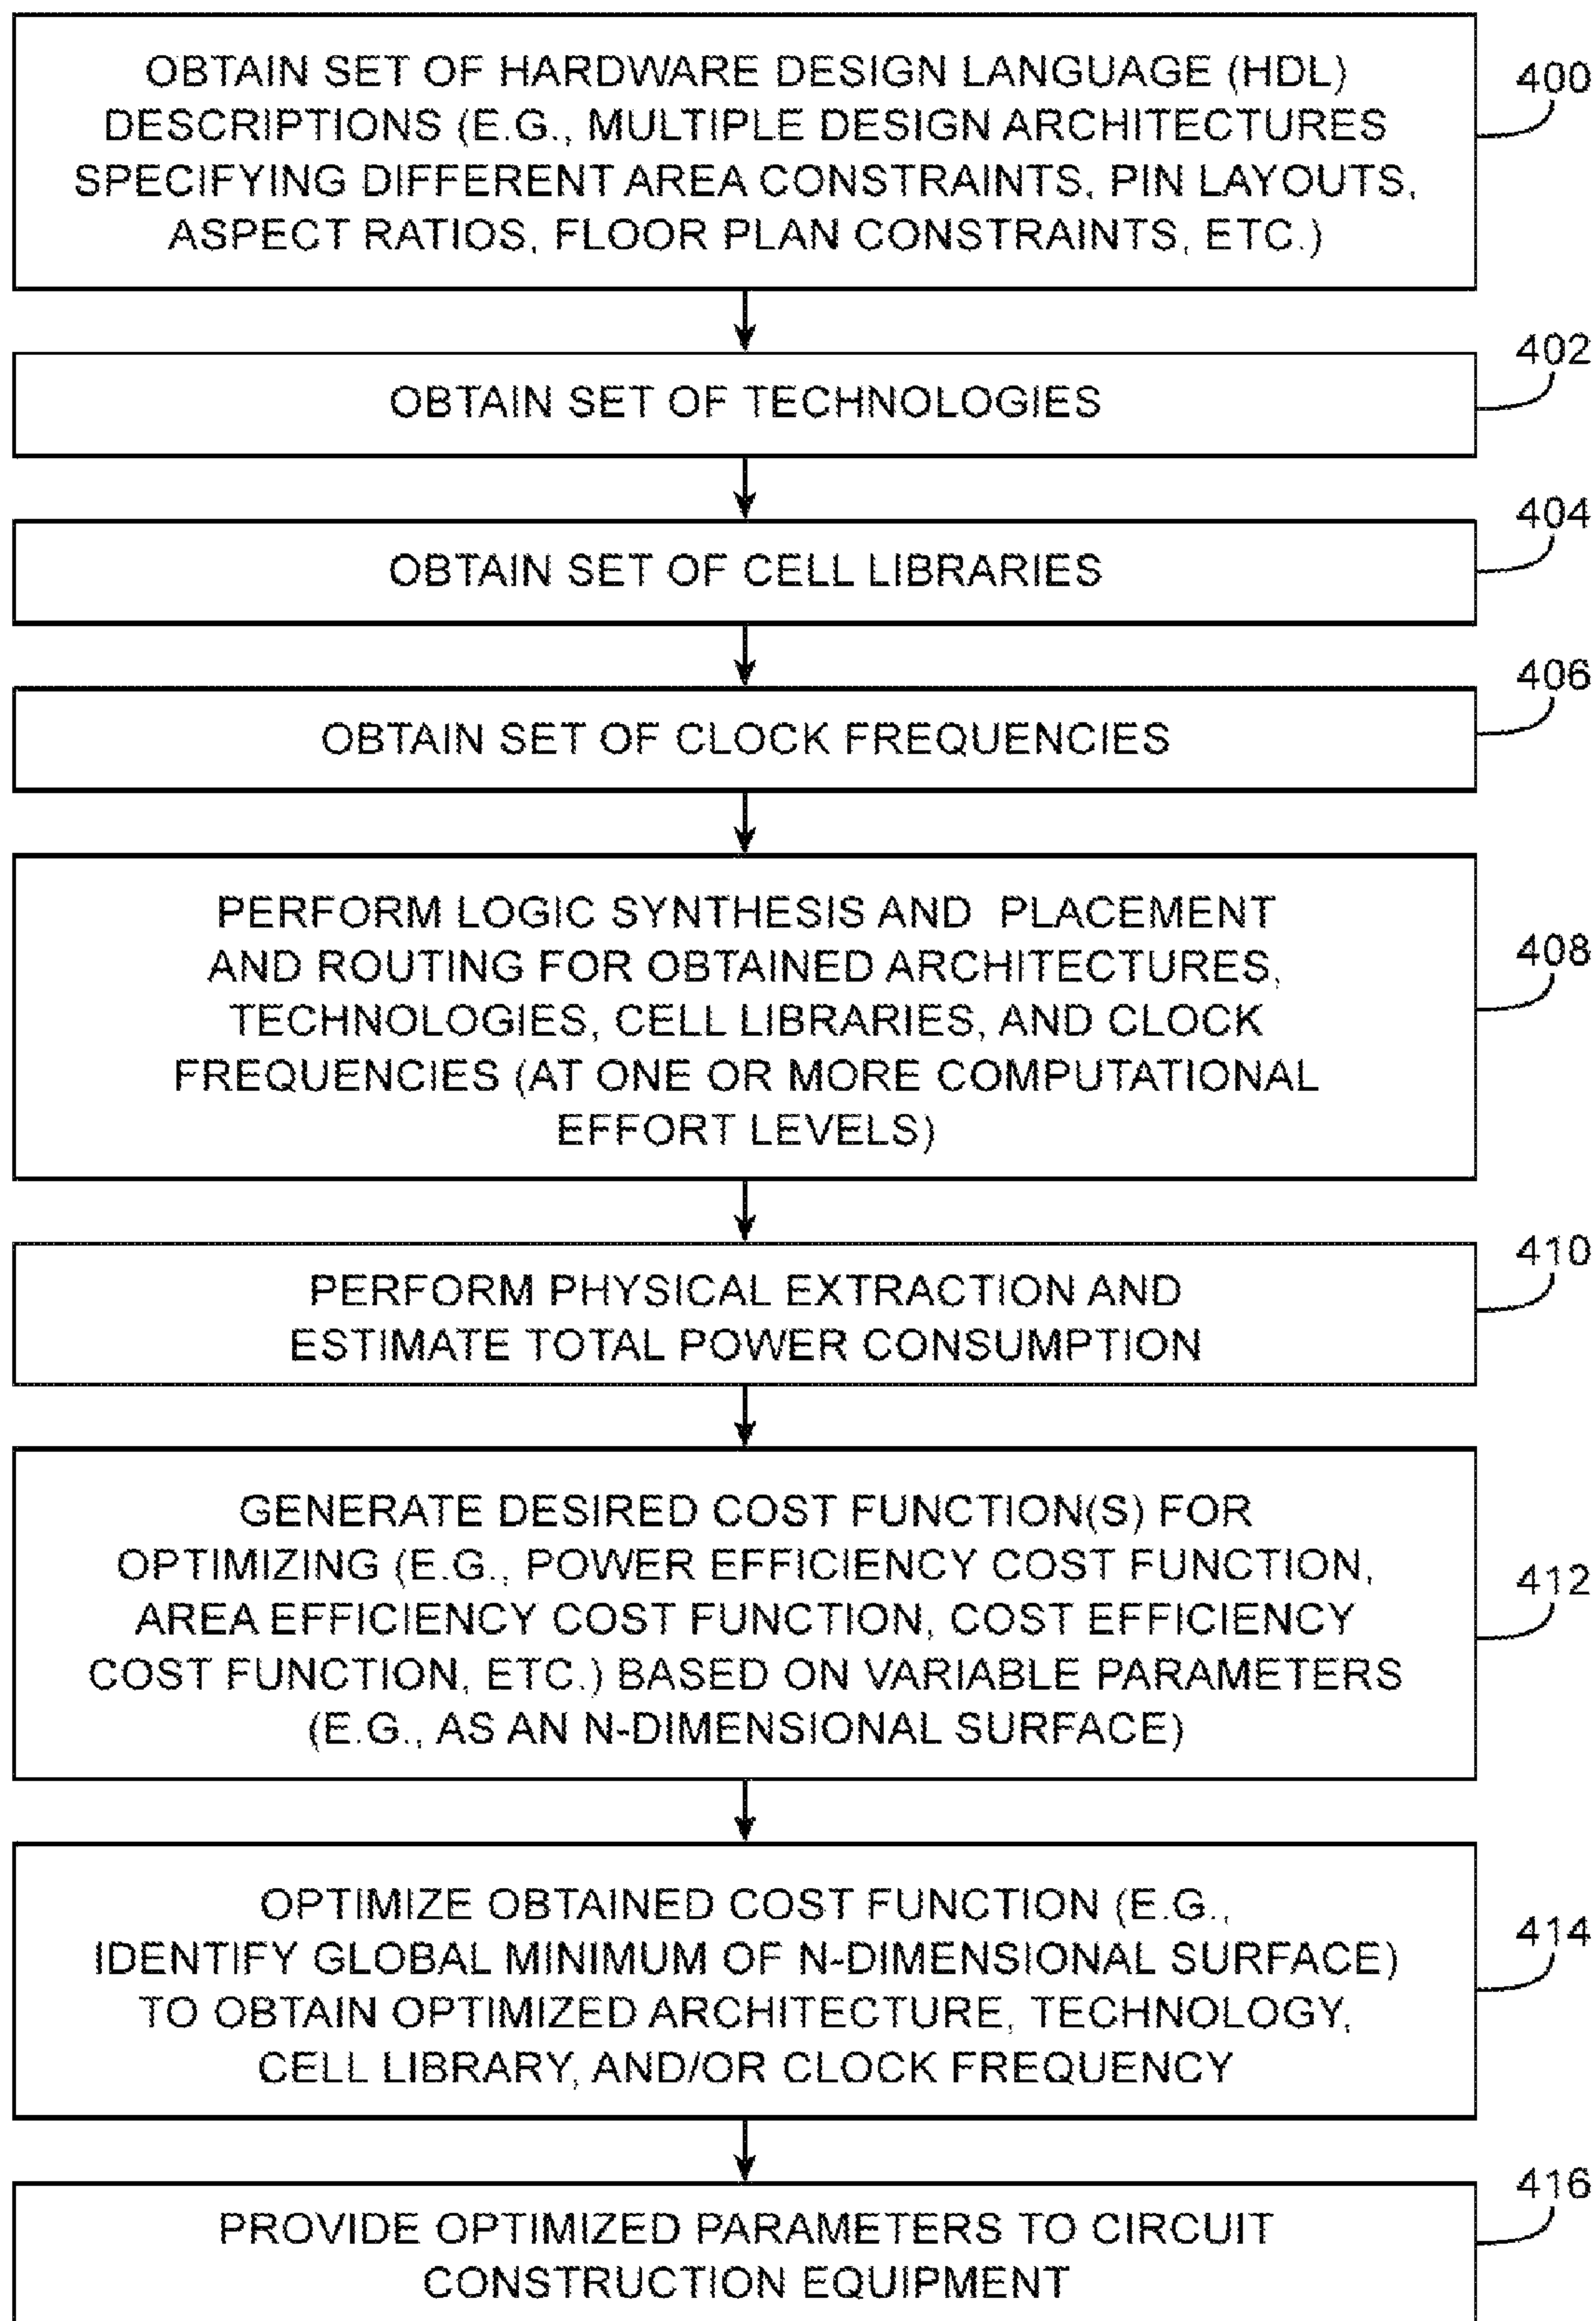 OBTAIN SET OF HARDWARE DESIGN LANGUAGE (HDL)
DESCRIPTIONS (E.G., MULTIPLE DESIGN ARCHITECTURES
SPECIFYING DIFFERENT AREA CONSTRAINTS, PIN LAYOUTS,
ASPECT RATIOS, FLOOR PLAN CONSTRAINTS, ETC.)
400
OBTAIN SET OF TECHNOLOGIES
402
OBTAIN SET OF CELL LIBRARIES
404
OBTAIN SET OF CLOCK FREQUENCIES
406
PERFORM LOGIC SYNTHESIS AND PLACEMENT
AND ROUTING FOR OBTAINED ARCHITECTURES,
TECHNOLOGIES, CELL LIBRARIES, AND CLOCK
FREQUENCIES (AT ONE OR MORE COMPUTATIONAL
EFFORT LEVELS)
408
PERFORM PHYSICAL EXTRACTION AND
ESTIMATE TOTAL POWER CONSUMPTION
410
GENERATE DESIRED COST FUNCTION(S) FOR
OPTIMIZING (E.G., POWER EFFICIENCY COST FUNCTION,
AREA EFFICIENCY COST FUNCTION, COST EFFICIENCY
COST FUNCTION, ETC.) BASED ON VARIABLE PARAMETERS
(E.G., AS AN N-DIMENSIONAL SURFACE)
412
OPTIMIZE OBTAINED COST FUNCTION (E.G.,
IDENTIFY GLOBAL MINIMUM OF N-DIMENSIONAL SURFACE)
TO OBTAIN OPTIMIZED ARCHITECTURE, TECHNOLOGY,
CELL LIBRARY, AND/OR CLOCK FREQUENCY
414
PROVIDE OPTIMIZED PARAMETERS TO CIRCUIT
CONSTRUCTION EQUIPMENT
416